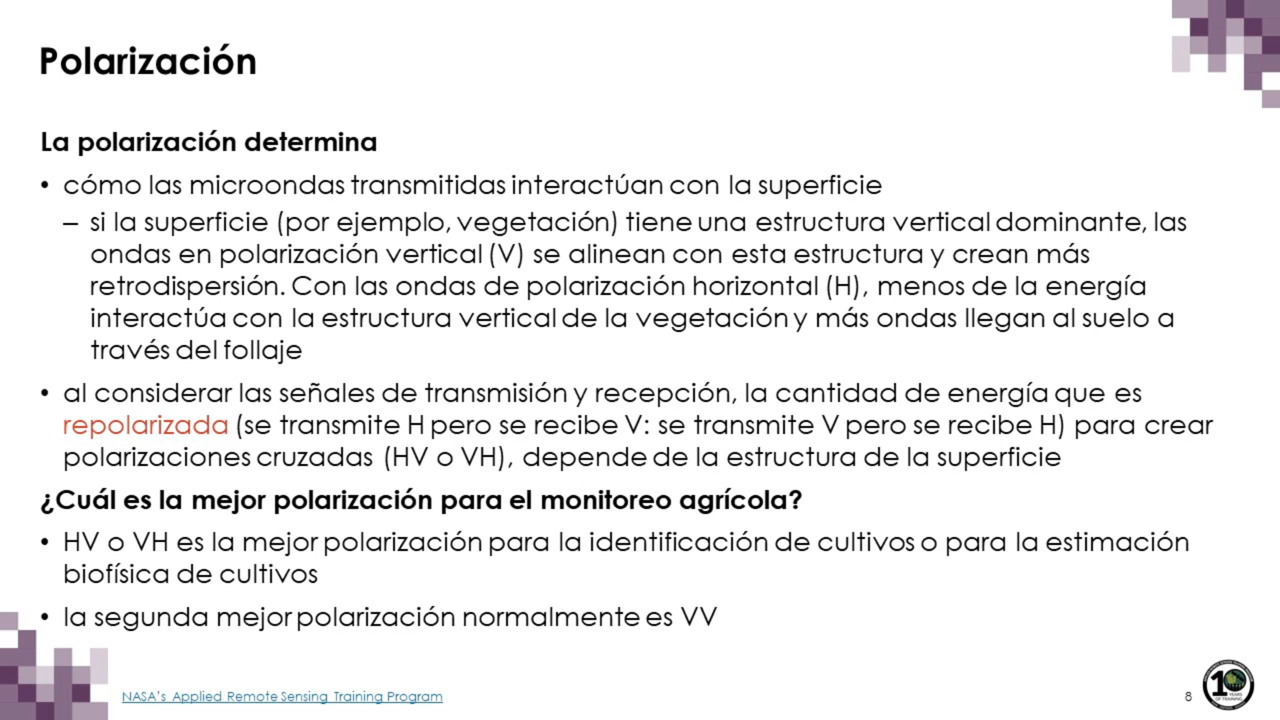 Polarización
La polarización determina
• cómo las microondas transmitidas interactúan con la superficie
– si la superficie (por ejemplo, vegetación) tiene una estructura vertical dominante, las
ondas en polarización vertical (V) se alinean con esta estructura y crean más
retrodispersión. Con las ondas de polarización horizontal (H), menos de la energía
interactúa con la estructura vertical de la vegetación y más ondas llegan al suelo a
través del follaje
• al considerar las señales de transmisión y recepción, la cantidad de energía que es
repolarizada (se transmite H pero se recibe V: se transmite V pero se recibe H) para crear
polarizaciones cruzadas (HV o VH), depende de la estructura de la superficie
¿Cuál es la mejor polarización para el monitoreo agrícola?
• HV o VH es la mejor polarización para la identificación de cultivos o para la estimación
biofísica de cultivos
• la segunda mejor polarización normalmente es VV
NASA's Applied Remote Sensing Training Program
8
10
YEARS
OF TRAINING